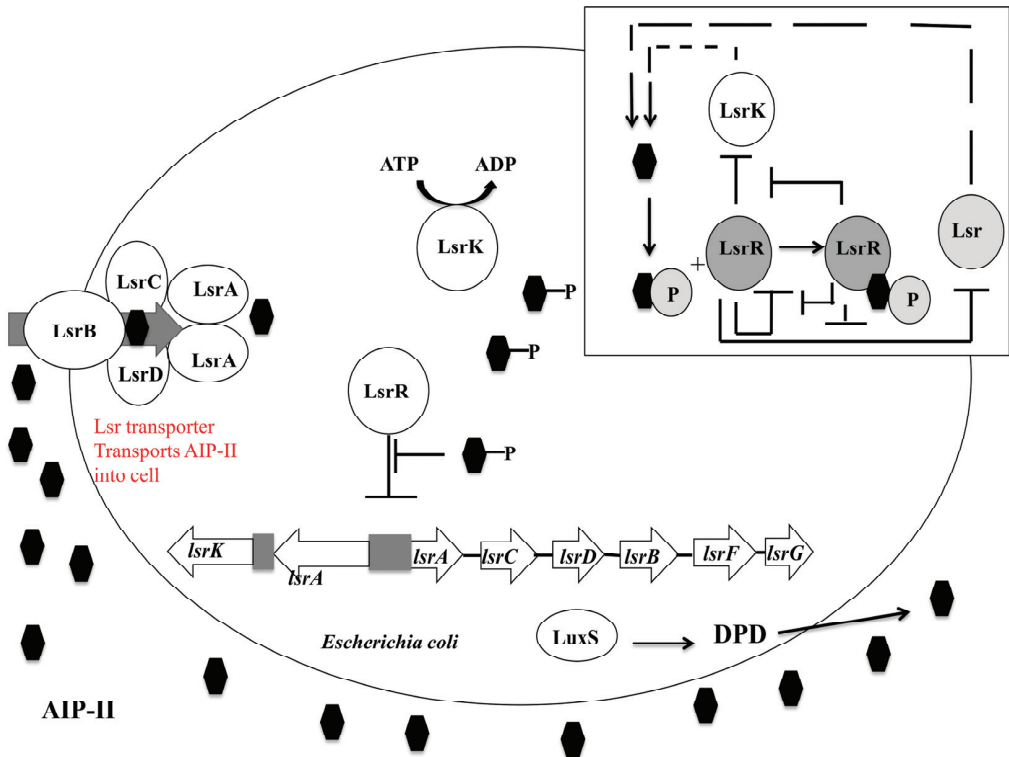 LsrK
LsrR
LsrR
Lsr
+
P
P
ATP
ADP
LsrK
LsrC
LsrA
LsrB
LsrD
LsrA
P
P
LsrR
P
Lsr transporter
Transports AIP-II
into cell
lsrK
lsrA
lsrA
lsrC
lsrD
lsrB
lsrF
lsrG
Escherichia coli
LuxS
DPD
AIP-II